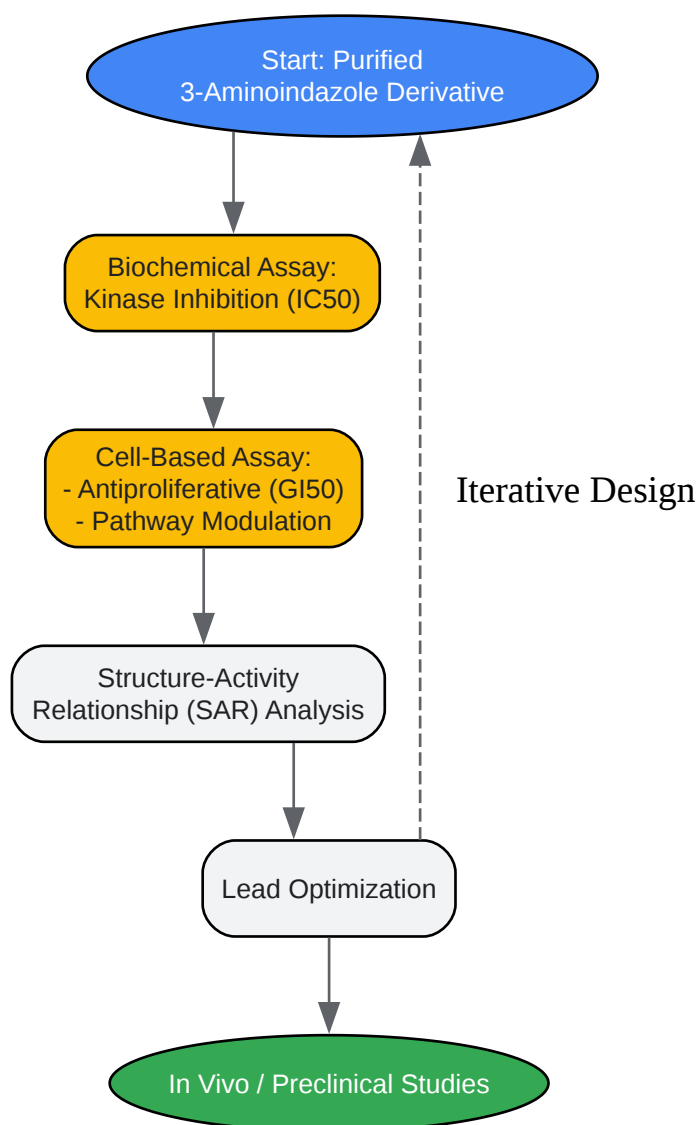 Start: Purified
3-Aminoindazole Derivative
Biochemical Assay:
Kinase Inhibition (IC50)
Cell-Based Assay:
- Antiproliferative (GI50)
- Pathway Modulation
Iterative Design
Structure-Activity
Relationship (SAR) Analysis
Lead Optimization
In Vivo / Preclinical Studies